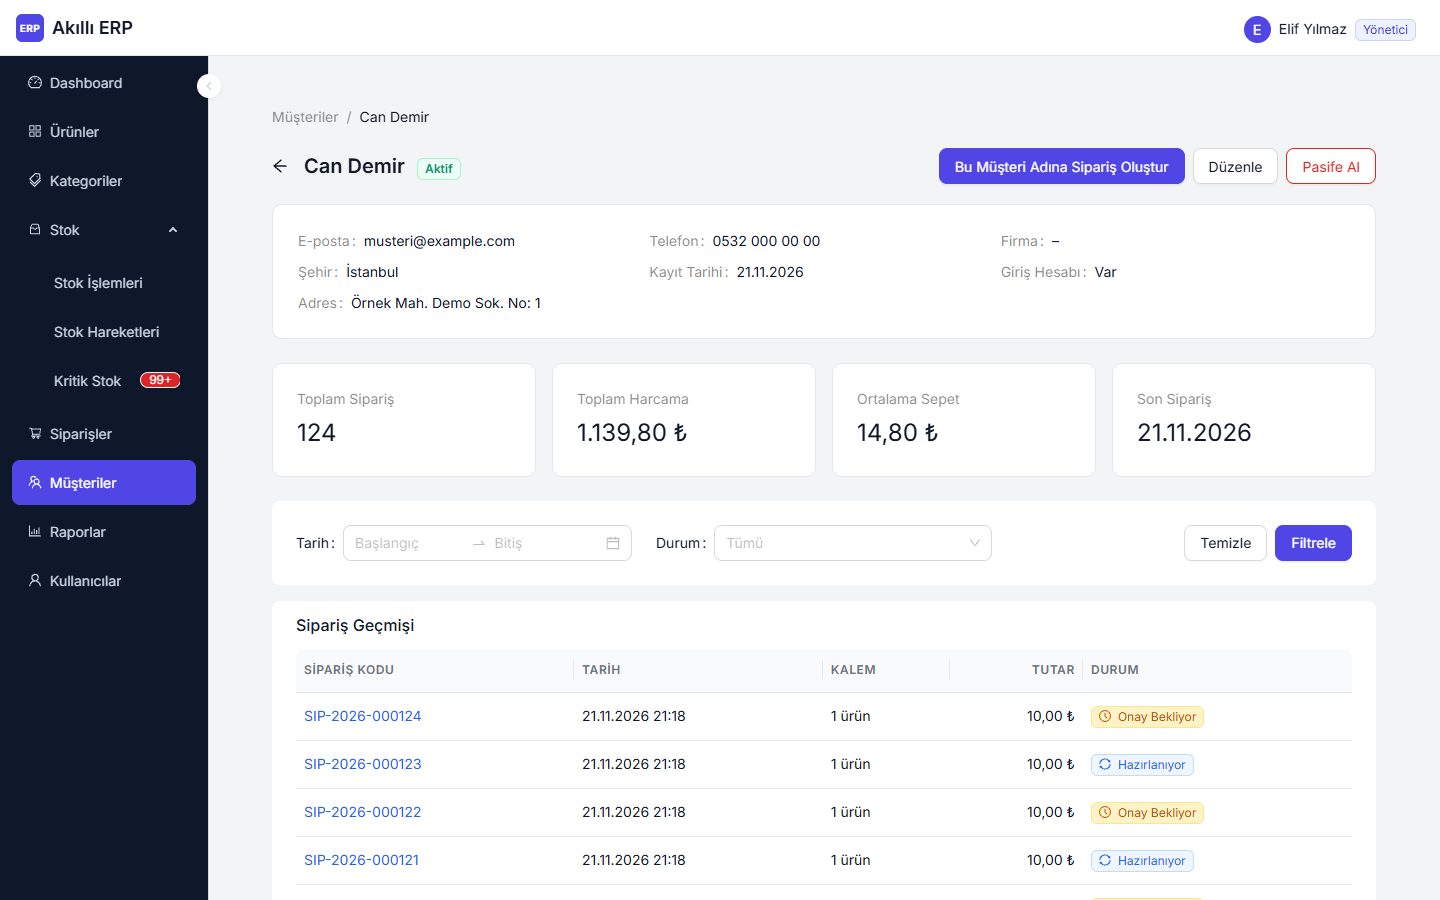 ERP Akıllı ERP
E Elif Yılmaz Yönetici
Dashboard
Ürünler
Kategoriler
Stok
Stok İşlemleri
Stok Hareketleri
Kritik Stok 99+
Siparişler
Müşteriler
Raporlar
Kullanıcılar
Müşteriler / Can Demir
Can Demir Aktif
Bu Müşteri Adına Sipariş Oluştur Düzenle Pasife Al
E-posta: musteri@example.com Telefon: 0532 000 00 00 Firma: –
Şehir: İstanbul Kayıt Tarihi: 21.11.2026 Giriş Hesabı: Var
Adres: Örnek Mah. Demo Sok. No: 1
Toplam Sipariş
124
Toplam Harcama
1.139,80 ₺
Ortalama Sepet
14,80 ₺
Son Sipariş
21.11.2026
Tarih: Başlangıç → Bitiş Durum: Tümü Temizle Filtrele
Sipariş Geçmişi
SİPARİŞ KODU TARİH KALEM TUTAR DURUM
SIP-2026-000124 21.11.2026 21:18 1 ürün 10,00 ₺ Onay Bekliyor
SIP-2026-000123 21.11.2026 21:18 1 ürün 10,00 ₺ Hazırlanıyor
SIP-2026-000122 21.11.2026 21:18 1 ürün 10,00 ₺ Onay Bekliyor
SIP-2026-000121 21.11.2026 21:18 1 ürün 10,00 ₺ Hazırlanıyor